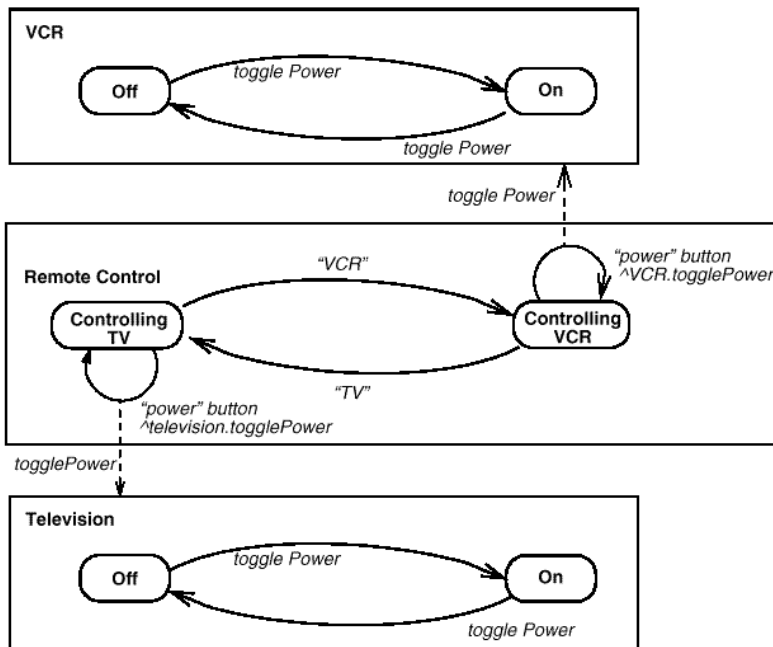 VCR
Off
toggle Power
On
toggle Power
toggle Power
Remote Control
“VCR”
“power” button
^VCR.togglePower
Controlling
TV
Controlling
VCR
“TV”
“power” button
^television.togglePower
togglePower
Television
Off
toggle Power
On
toggle Power